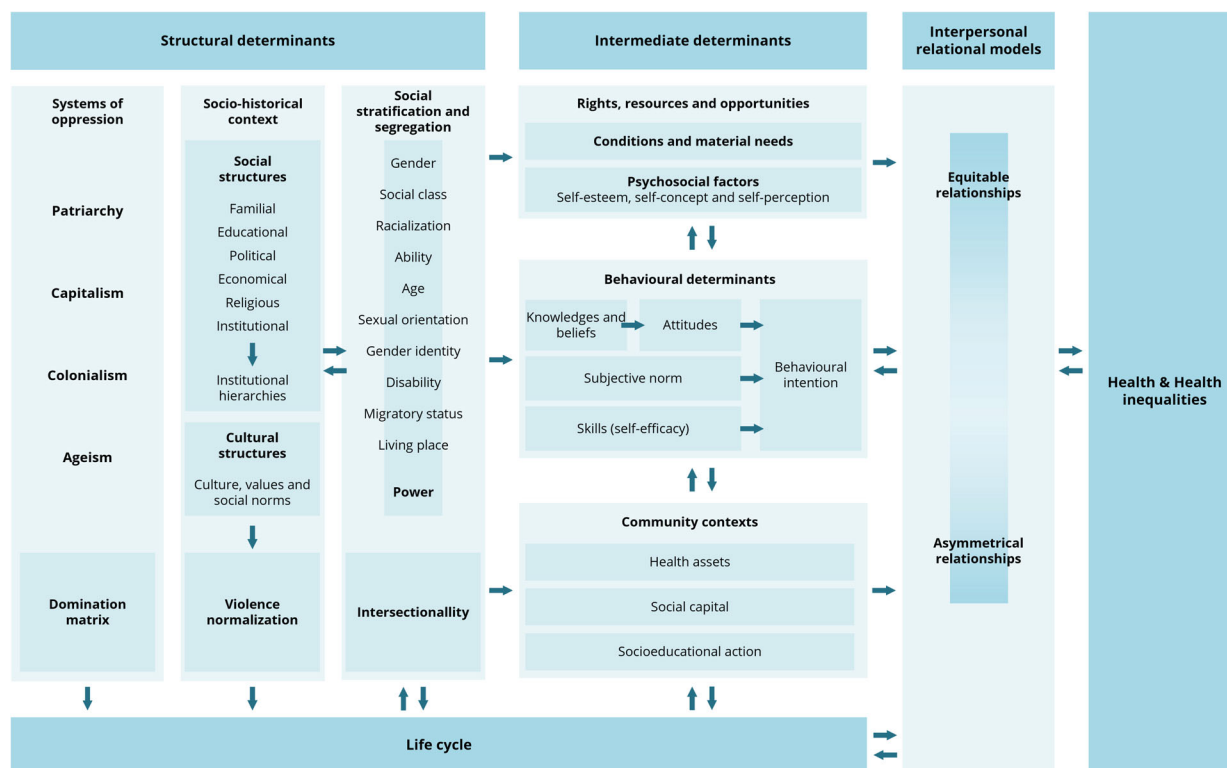 Structural determinants
Intermediate determinants
Interpersonal
relational models
Systems of
oppression
Patriarchy
Capitalism
Colonialism
Ageism
Domination
matrix
Socio-historical
context
Social
structures
Familial
Educational
Political
Economical
Religious
Institutional
Institutional
hierarchies
Cultural
structures
Culture, values and
social norms
Violence
normalization
Social
stratification and
segregation
Gender
Social class
Racialization
Ability
Age
Sexual orientation
Gender identity
Disability
Migratory status
Living place
Power
Intersectionallity
Rights, resources and opportunities
Conditions and material needs
Psychosocial factors
Self-esteem, self-concept and self-perception
Behavioural determinants
Knowledges and
beliefs
Attitudes
Subjective norm
Skills (self-efficacy)
Behavioural
intention
Community contexts
Health assets
Social capital
Socioeducational action
Equitable
relationships
Asymmetrical
relationships
Health & Health
inequalities
Life cycle